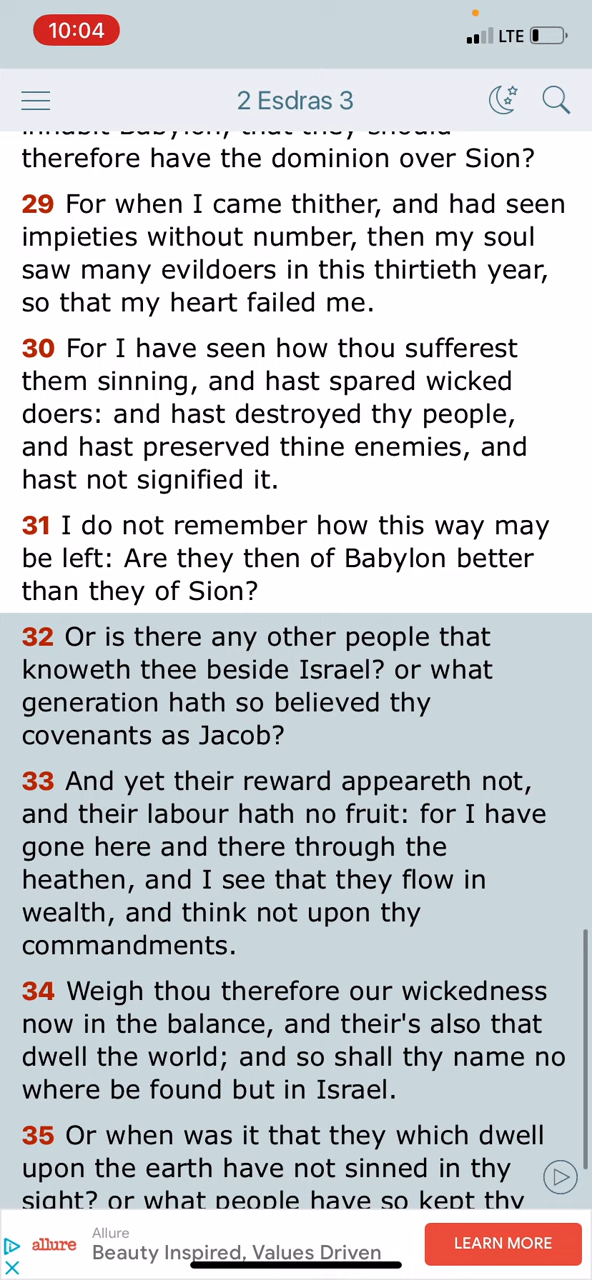 10:04
LTE
2 Esdras 3
inhabit Babylon, that they should
therefore have the dominion over Sion?
29 For when I came thither, and had seen
impieties without number, then my soul
saw many evildoers in this thirtieth year,
so that my heart failed me.
30 For I have seen how thou sufferest
them sinning, and hast spared wicked
doers: and hast destroyed thy people,
and hast preserved thine enemies, and
hast not signified it.
31 I do not remember how this way may
be left: Are they then of Babylon better
than they of Sion?
32 Or is there any other people that
knoweth thee beside Israel? or what
generation hath so believed thy
covenants as Jacob?
33 And yet their reward appeareth not,
and their labour hath no fruit: for I have
gone here and there through the
heathen, and I see that they flow in
wealth, and think not upon thy
commandments.
34 Weigh thou therefore our wickedness
now in the balance, and their's also that
dwell the world; and so shall thy name no
where be found but in Israel.
35 Or when was it that they which dwell
upon the earth have not sinned in thy
sight? or what people have so kept thy
allure
Allure
Beauty Inspired, Values Driven
LEARN MORE